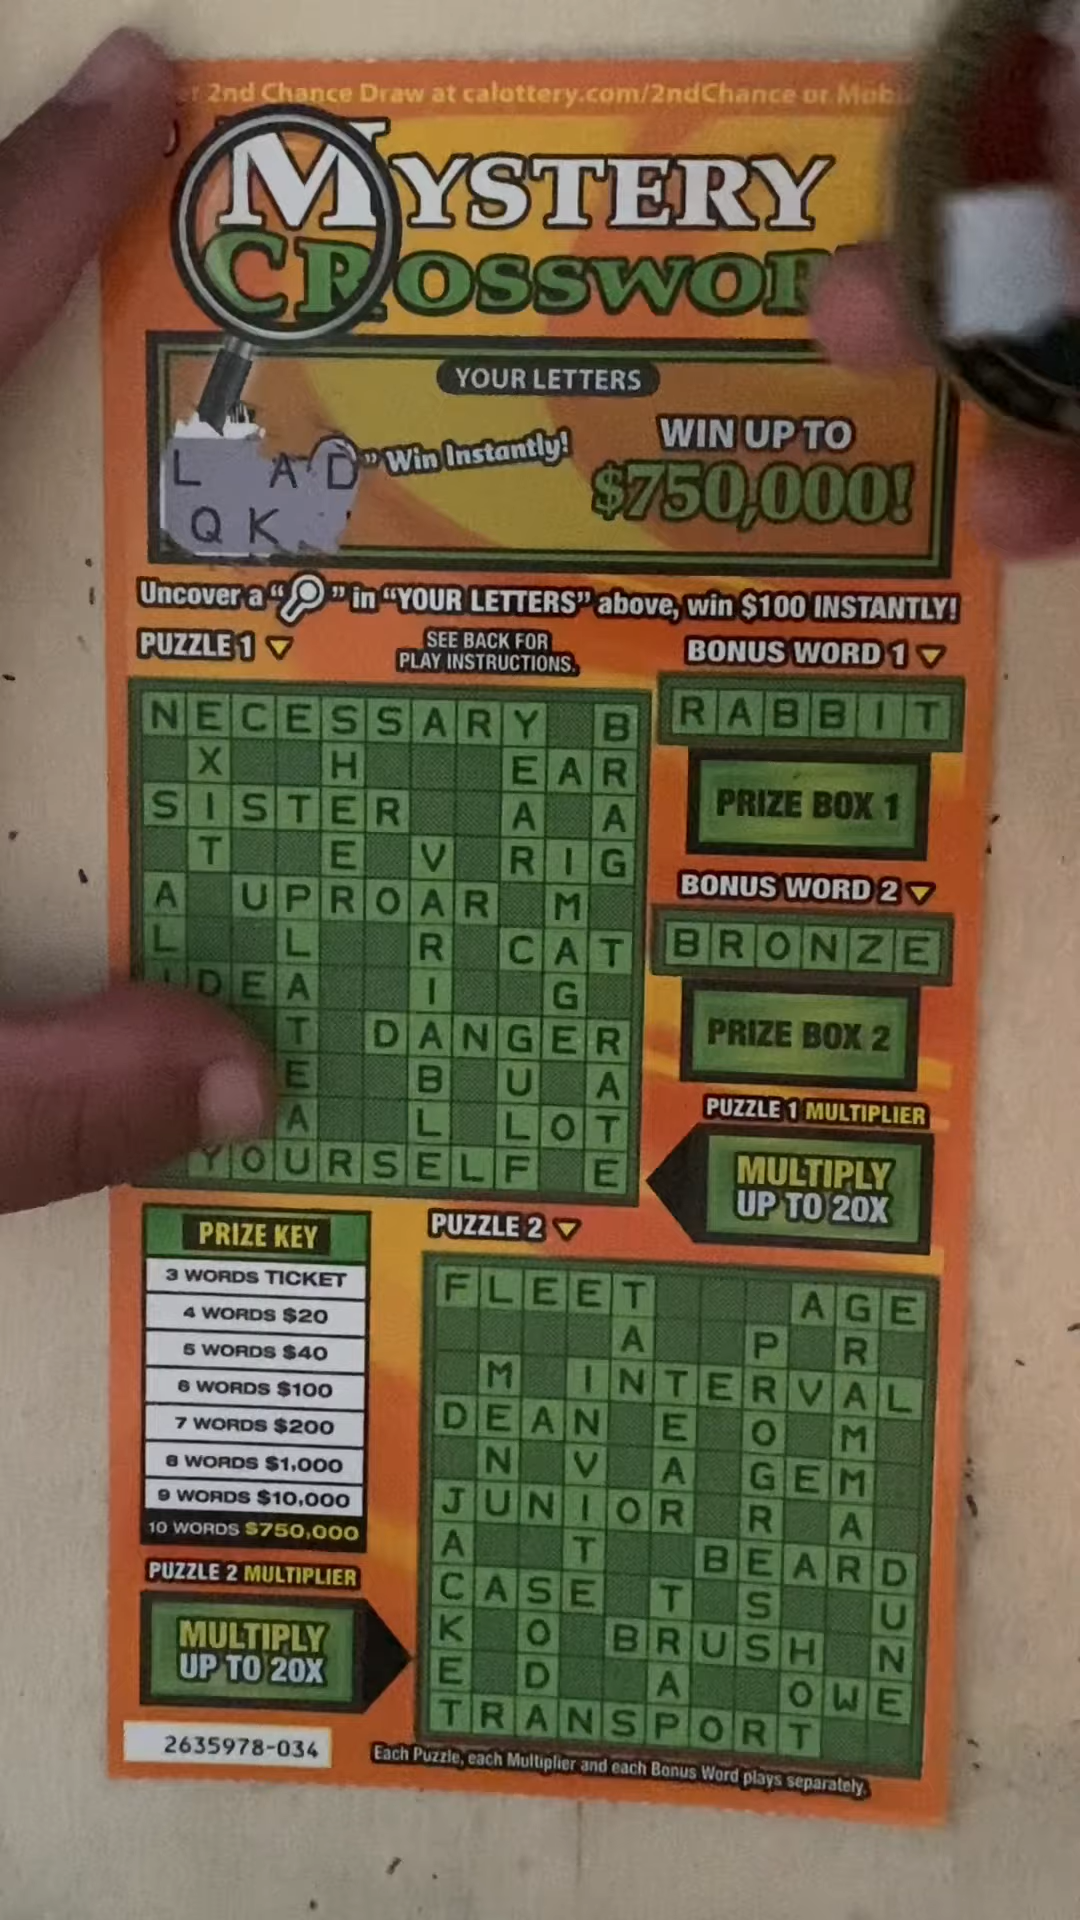 r 2nd Chance Draw at calottery.com/2ndChance or Mobi
MYSTERY
CROSSWOR
YOUR LETTERS
L A D
Q K
" Win Instantly!
WIN UP TO
$750,000!
Uncover a " " in "YOUR LETTERS" above, win $100 INSTANTLY!
PUZZLE 1
SEE BACK FOR
PLAY INSTRUCTIONS.
BONUS WORD 1
RABBIT
PRIZE BOX 1
BONUS WORD 2
BRONZE
PRIZE BOX 2
PUZZLE 1 MULTIPLIER
MULTIPLY
UP TO 20X
NECESSARY B
X H EAR
SISTER A A
T E V RIG
A UPROAR M
L L R CAT
IDEA I G
T DANGER
E B U A
A L LOT
YOURSELF E
PRIZE KEY
3 WORDS TICKET
4 WORDS $20
5 WORDS $40
6 WORDS $100
7 WORDS $200
8 WORDS $1,000
9 WORDS $10,000
10 WORDS $750,000
PUZZLE 2 MULTIPLIER
MULTIPLY
UP TO 20X
2635978-034
PUZZLE 2
FLEET AGE
A P R
M INTERVAL
DEAN E O M
N V A GEM
JUNIOR R A
A T BEARD
CASE T S U
K O BRUSH N
E D A OWE
TRANSPORT
Each Puzzle, each Multiplier and each Bonus Word plays separately.